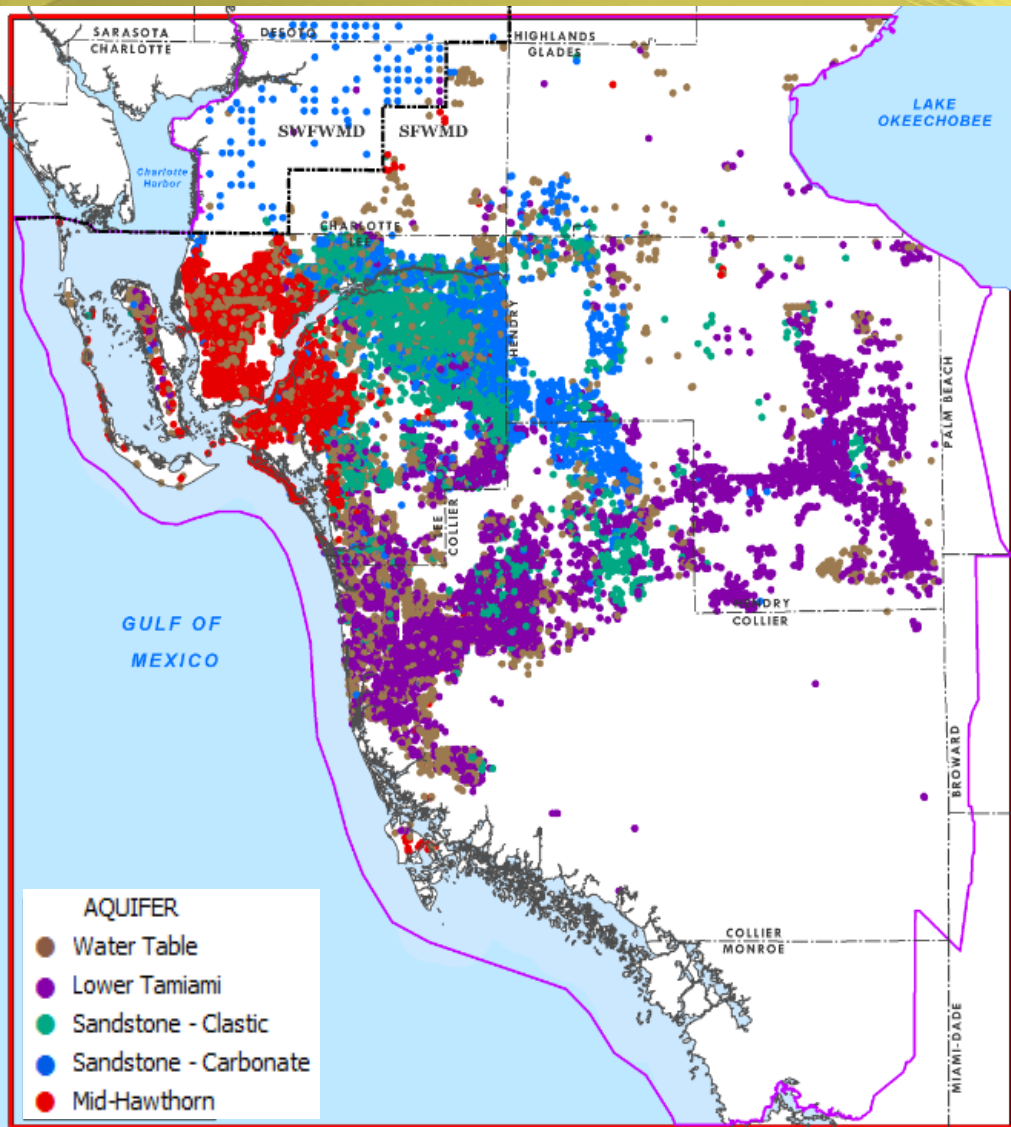 SARASOTA
CHARLOTTE
DESOTO
HIGHLANDS
GLADES
LAKE
OKEECHOBEE
SWFWMD
SFWMD
Charlotte
Harbor
CHARLOTTE
LEE
HENDRY
PALM BEACH
LEE
COLLIER
HENDRY
COLLIER
GULF OF
MEXICO
BROWARD
COLLIER
MONROE
MIAMI-DADE
AQUIFER
Water Table
Lower Tamiami
Sandstone - Clastic
Sandstone - Carbonate
Mid-Hawthorn